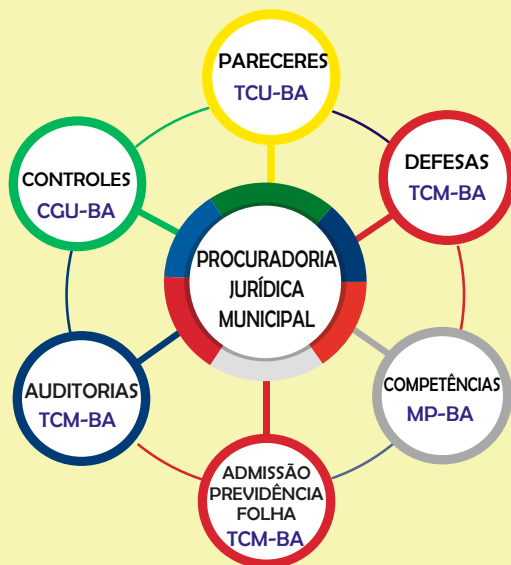 PARECERES
TCU-BA
DEFESAS
TCM-BA
CONTROLES
CGU-BA
PROCURADORIA
JURÍDICA
MUNICIPAL
AUDITORIAS
TCM-BA
COMPETÊNCIAS
MP-BA
ADMISSÃO
PREVIDÊNCIA
FOLHA
TCM-BA